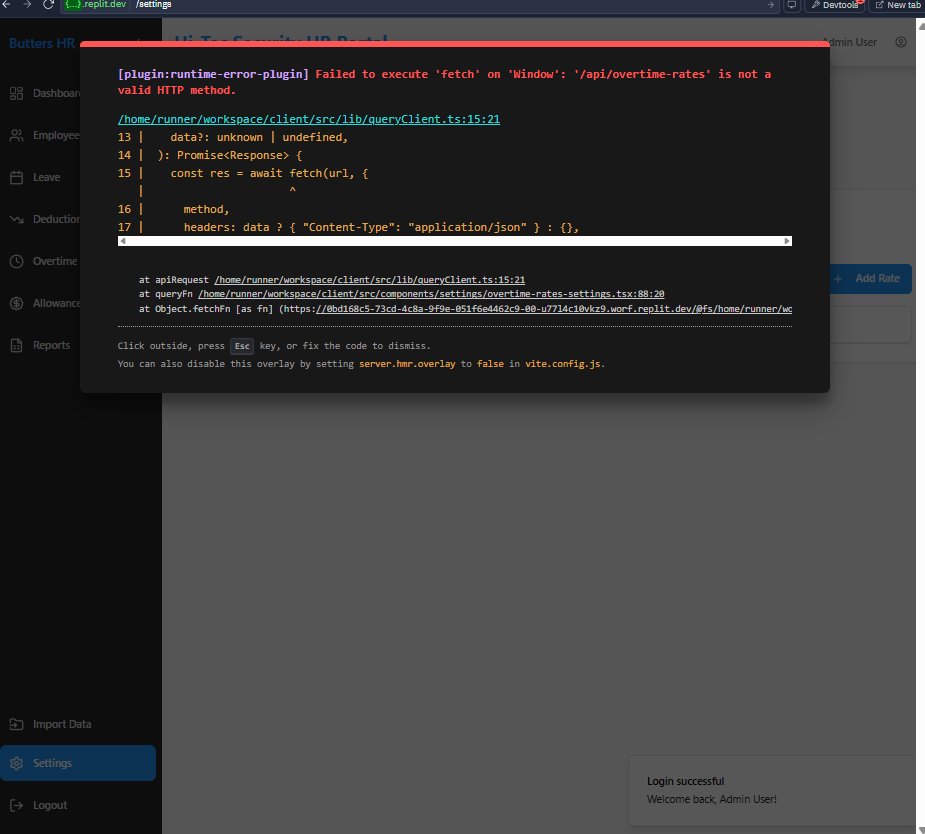 {...}.replit.dev /settings Devtools New tab
Butters HR Hi-Tec Security HR Portal Admin User
[plugin:runtime-error-plugin] Failed to execute 'fetch' on 'Window': '/api/overtime-rates' is not a
valid HTTP method.
/home/runner/workspace/client/src/lib/queryClient.ts:15:21
13 | data?: unknown | undefined,
14 | ): Promise<Response> {
15 | const res = await fetch(url, {
| ^
16 | method,
17 | headers: data ? { "Content-Type": "application/json" } : {},
at apiRequest /home/runner/workspace/client/src/lib/queryClient.ts:15:21
at queryFn /home/runner/workspace/client/src/components/settings/overtime-rates-settings.tsx:88:20
at Object.fetchFn [as fn] (https://0bd168c5-73cd-4c8a-9f9e-051f6e4462c9-00-u77l4c10vkz9.worf.replit.dev/@fs/home/runner/wo
Click outside, press Esc key, or fix the code to dismiss.
You can also disable this overlay by setting server.hmr.overlay to false in vite.config.js.
Dashboar
Employee
Leave
Deduction
Overtime
Allowance
Reports
+ Add Rate
Import Data
Settings
Logout
Login successful
Welcome back, Admin User!